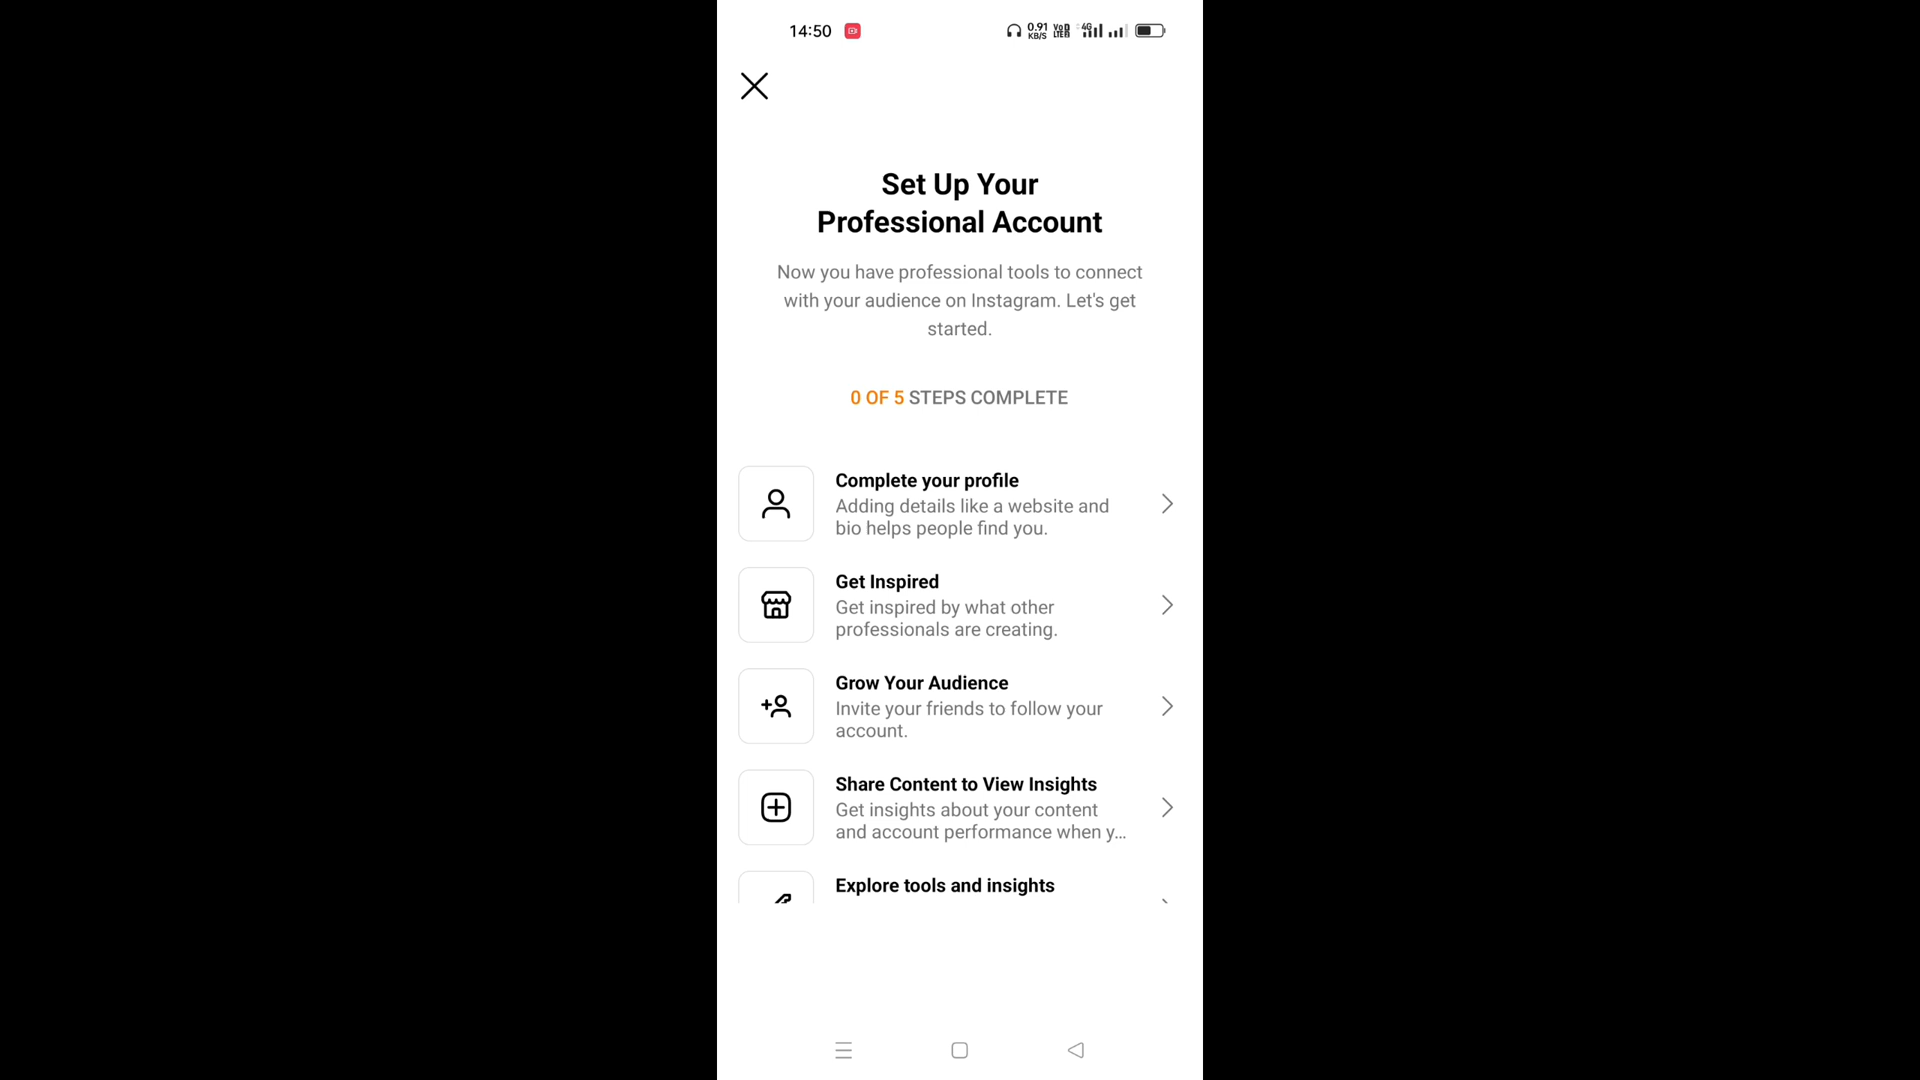 14:50
0.91
KB/S
4G
Set Up Your
Professional Account
Now you have professional tools to connect
with your audience on Instagram. Let's get
started.
0 OF 5 STEPS COMPLETE
Complete your profile
Adding details like a website and
bio helps people find you.
Get Inspired
Get inspired by what other
professionals are creating.
Grow Your Audience
Invite your friends to follow your
account.
Share Content to View Insights
Get insights about your content
and account performance when y...
Explore tools and insights